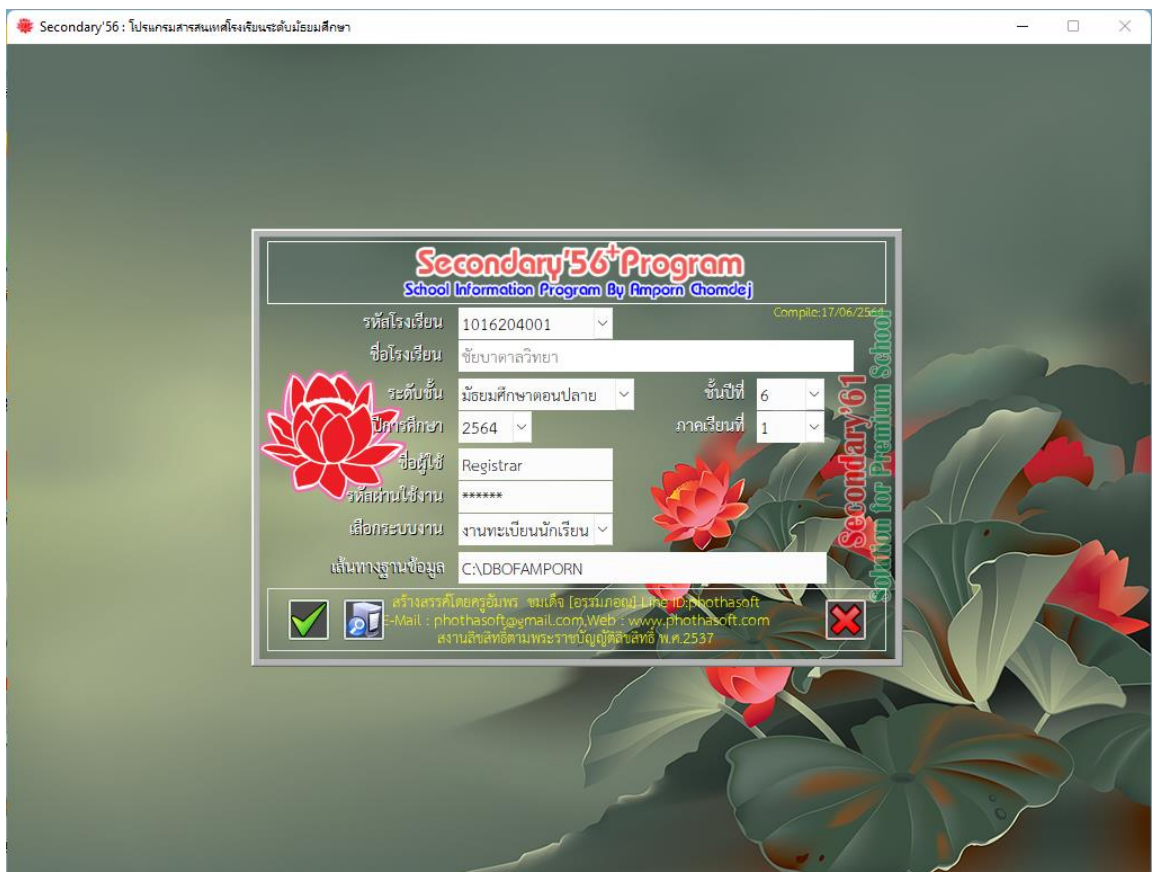 Secondary'56 : โปรแกรมสารสนเทศโรงเรียนระดับมัธยมศึกษา
Secondary'56+Program
School Information Program By Amporn Chomdej
Compile:17/06/2564
รหัสโรงเรียน 1016204001
ชื่อโรงเรียน ชัยบาดาลวิทยา
ระดับชั้น มัธยมศึกษาตอนปลาย ชั้นปีที่ 6
ปีการศึกษา 2564 ภาคเรียนที่ 1
ชื่อผู้ใช้ Registrar
รหัสผ่านใช้งาน ******
เลือกระบบงาน งานทะเบียนนักเรียน
เส้นทางฐานข้อมูล C:\DBOFAMPORN
Secondary'61
Solution for Premium School
สร้างสรรค์โดยครูอัมพร ชมเด็จ [อรรมภอณ] Line ID:phothasoft
E-Mail : phothasoft@gmail.com,Web : www.phothasoft.com
สงวนลิขสิทธิ์ตามพระราชบัญญัติลิขสิทธิ์ พ.ศ.2537